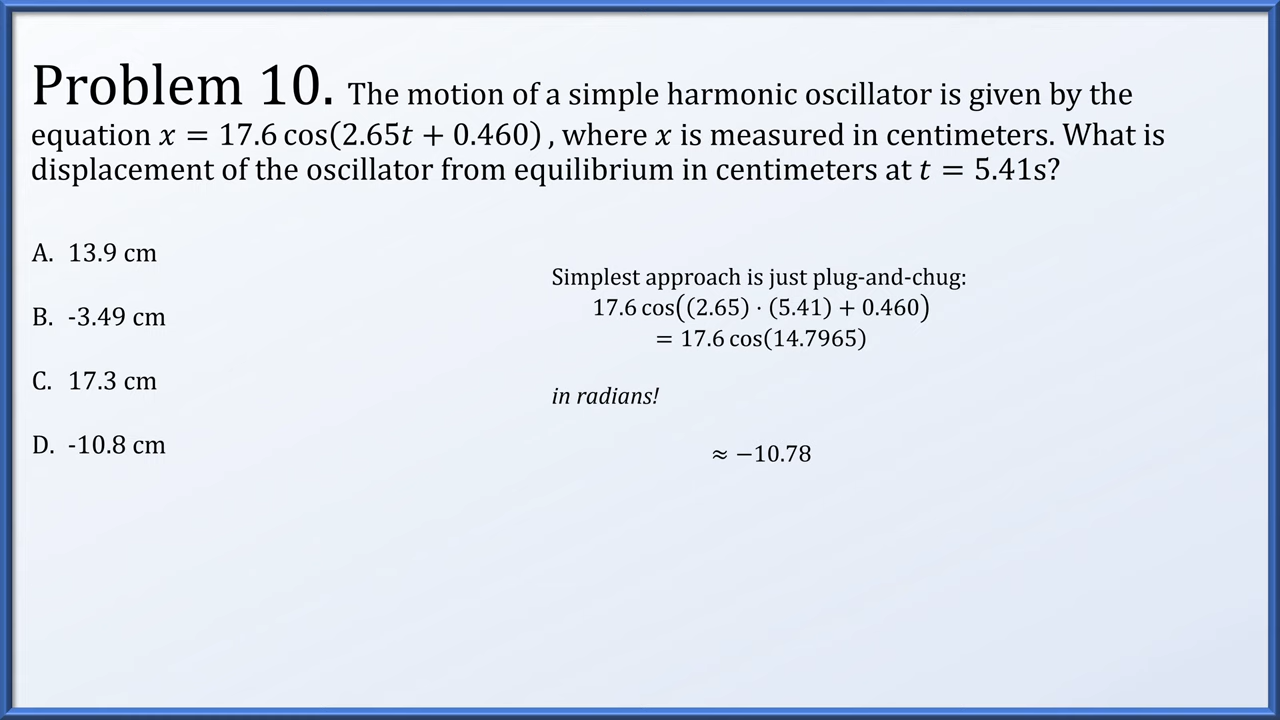 Problem 10. The motion of a simple harmonic oscillator is given by the
equation x = 17.6 cos(2.65t + 0.460) , where x is measured in centimeters. What is
displacement of the oscillator from equilibrium in centimeters at t = 5.41s?
A. 13.9 cm
B. -3.49 cm
C. 17.3 cm
D. -10.8 cm
Simplest approach is just plug-and-chug:
17.6 cos((2.65) · (5.41) + 0.460)
= 17.6 cos(14.7965)
in radians!
≈ −10.78